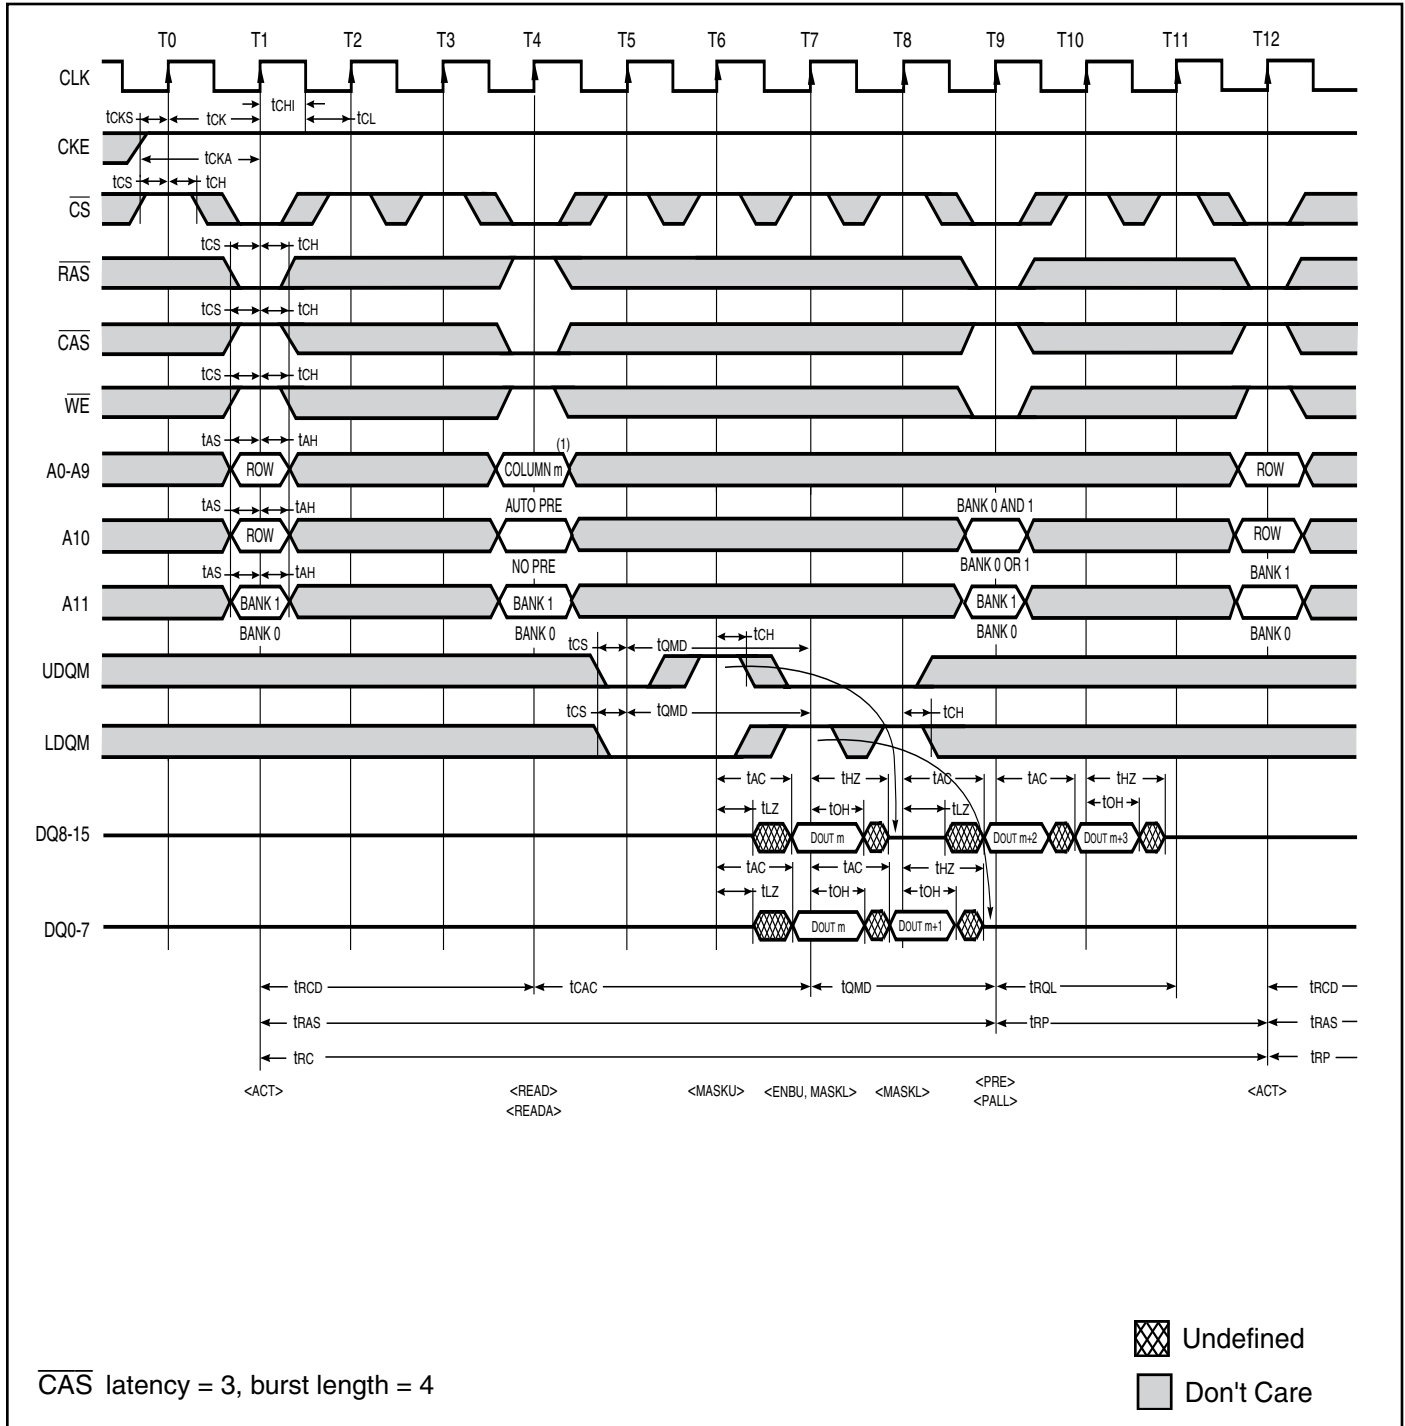 T0 T1 T2 T3 T4 T5 T6 T7 T8 T9 T10 T11 T12
CLK
tCHI
tCKS tCK tCL
CKE
tCKA
tCS tCH
CS
tCS tCH
RAS
tCS tCH
CAS
tCS tCH
WE
tAS tAH (1)
A0-A9 ROW COLUMN m ROW
tAS tAH AUTO PRE BANK 0 AND 1
A10 ROW ROW
tAS tAH NO PRE BANK 0 OR 1 BANK 1
A11 BANK 1 BANK 1 BANK 1
BANK 0 BANK 0 BANK 0 BANK 0
tCS tQMD tCH
UDQM
tCS tQMD tCH
LDQM
tAC tHZ tAC tAC tHZ
tLZ tOH tLZ tOH
DQ8-15 DOUT m DOUT m+2 DOUT m+3
tAC tAC tHZ
tLZ tOH tOH
DQ0-7 DOUT m DOUT m+1
tRCD tCAC tQMD tRQL tRCD
tRAS tRP tRAS
tRC tRP
<ACT> <READ> <MASKU> <ENBU, MASKL> <MASKL> <PRE> <ACT>
<READA> <PALL>
Undefined
CAS latency = 3, burst length = 4
Don't Care